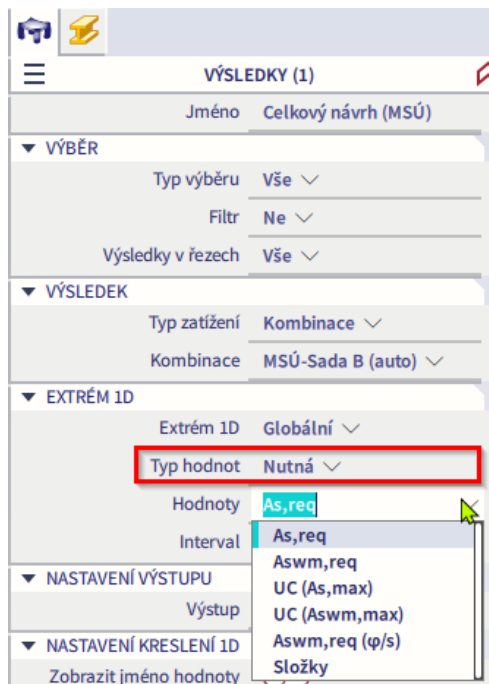 VÝSLEDKY (1)
Jméno Celkový návrh (MSÚ)
VÝBĚR
Typ výběru Vše
Filtr Ne
Výsledky v řezech Vše
VÝSLEDEK
Typ zatížení Kombinace
Kombinace MSÚ-Sada B (auto)
EXTRÉM 1D
Extrém 1D Globální
Typ hodnot Nutná
Hodnoty As,req
Interval As,req
Aswm,req
UC (As,max)
NASTAVENÍ VÝSTUPU
UC (Aswm,max)
Výstup Aswm,req (φ/s)
NASTAVENÍ KRESLENÍ 1D
Složky
Zobrazit jméno hodnoty